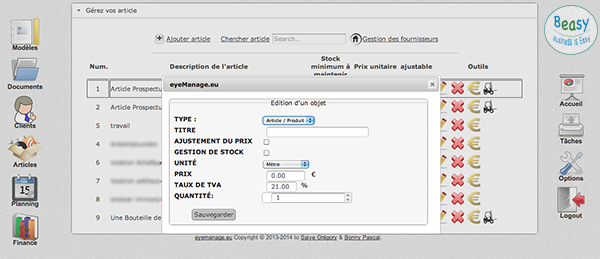 Gérez vos article
Beasy
Business is Easy
Ajouter article Chercher article Search... Gestion des fournisseurs
Num. Description de l'article Stock minimum à maintenir Prix unitaire ajustable Outils
eyeManage.eu
Edition d'un objet
TYPE : Article / Produit
TITRE
AJUSTEMENT DU PRIX
GESTION DE STOCK
UNITÉ Mètre
PRIX 0.00 €
TAUX DE TVA 21.00 %
QUANTITÉ: 1
Sauvegarder
1 Article Prospectu
2 Article Prospectu
5 travail
4
6
7
8
9 Une Bouteille de
Modèles
Documents
Clients
Articles
15
Planning
Finance
Accueil
Tâches
Options
Logout
eyemanage.eu Copyright © 2013-2014 to Saive Grégory & Bonny Pascal.